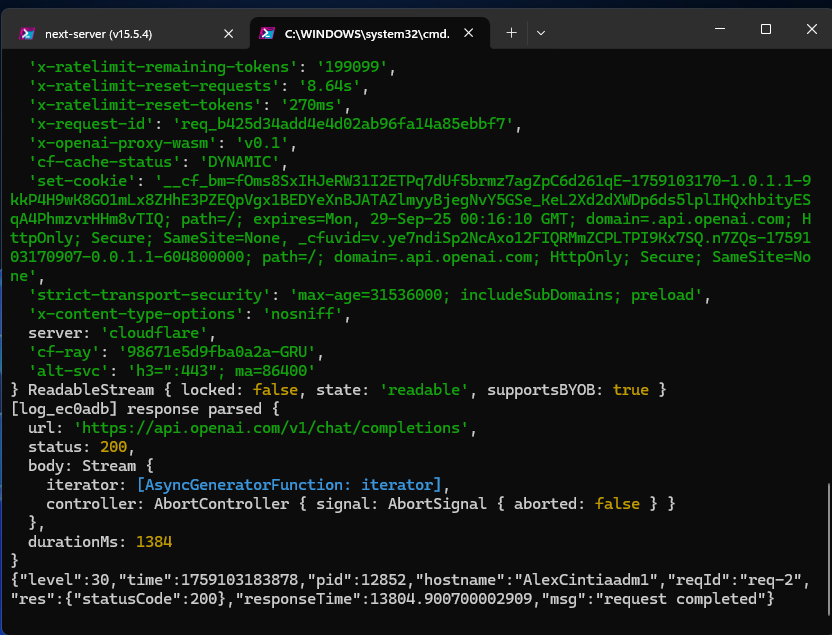 next-server (v15.5.4)
C:\WINDOWS\system32\cmd.
'x-ratelimit-remaining-tokens': '199099',
'x-ratelimit-reset-requests': '8.64s',
'x-ratelimit-reset-tokens': '270ms',
'x-request-id': 'req_b425d34add4e4d02ab96fa14a85ebbf7',
'x-openai-proxy-wasm': 'v0.1',
'cf-cache-status': 'DYNAMIC',
'set-cookie': '__cf_bm=fOms8SxIHJeRW31I2ETPq7dUf5brmz7agZpC6d261qE-1759103170-1.0.1.1-9
kkP4H9wK8GO1mLx8ZHhE3PZEQpVgx1BEDYeXnBJATAZlmyyBjegNvY5GSe_KeL2Xd2dXWDp6ds5lplIHQxhbityES
qA4PhmzvrHHm8vTIQ; path=/; expires=Mon, 29-Sep-25 00:16:10 GMT; domain=.api.openai.com; H
ttpOnly; Secure; SameSite=None, _cfuvid=v.ye7ndiSp2NcAxo12FIQRMmZCPLTPI9Kx7SQ.n7ZQs-17591
03170907-0.0.1.1-604800000; path=/; domain=.api.openai.com; HttpOnly; Secure; SameSite=No
ne',
'strict-transport-security': 'max-age=31536000; includeSubDomains; preload',
'x-content-type-options': 'nosniff',
server: 'cloudflare',
'cf-ray': '98671e5d9fba0a2a-GRU',
'alt-svc': 'h3=":443"; ma=86400'
} ReadableStream { locked: false, state: 'readable', supportsBYOB: true }
[log_ec0adb] response parsed {
url: 'https://api.openai.com/v1/chat/completions',
status: 200,
body: Stream {
iterator: [AsyncGeneratorFunction: iterator],
controller: AbortController { signal: AbortSignal { aborted: false } }
},
durationMs: 1384
}
{"level":30,"time":1759103183878,"pid":12852,"hostname":"AlexCintiaadm1","reqId":"req-2",
"res":{"statusCode":200},"responseTime":13804.900700002909,"msg":"request completed"}